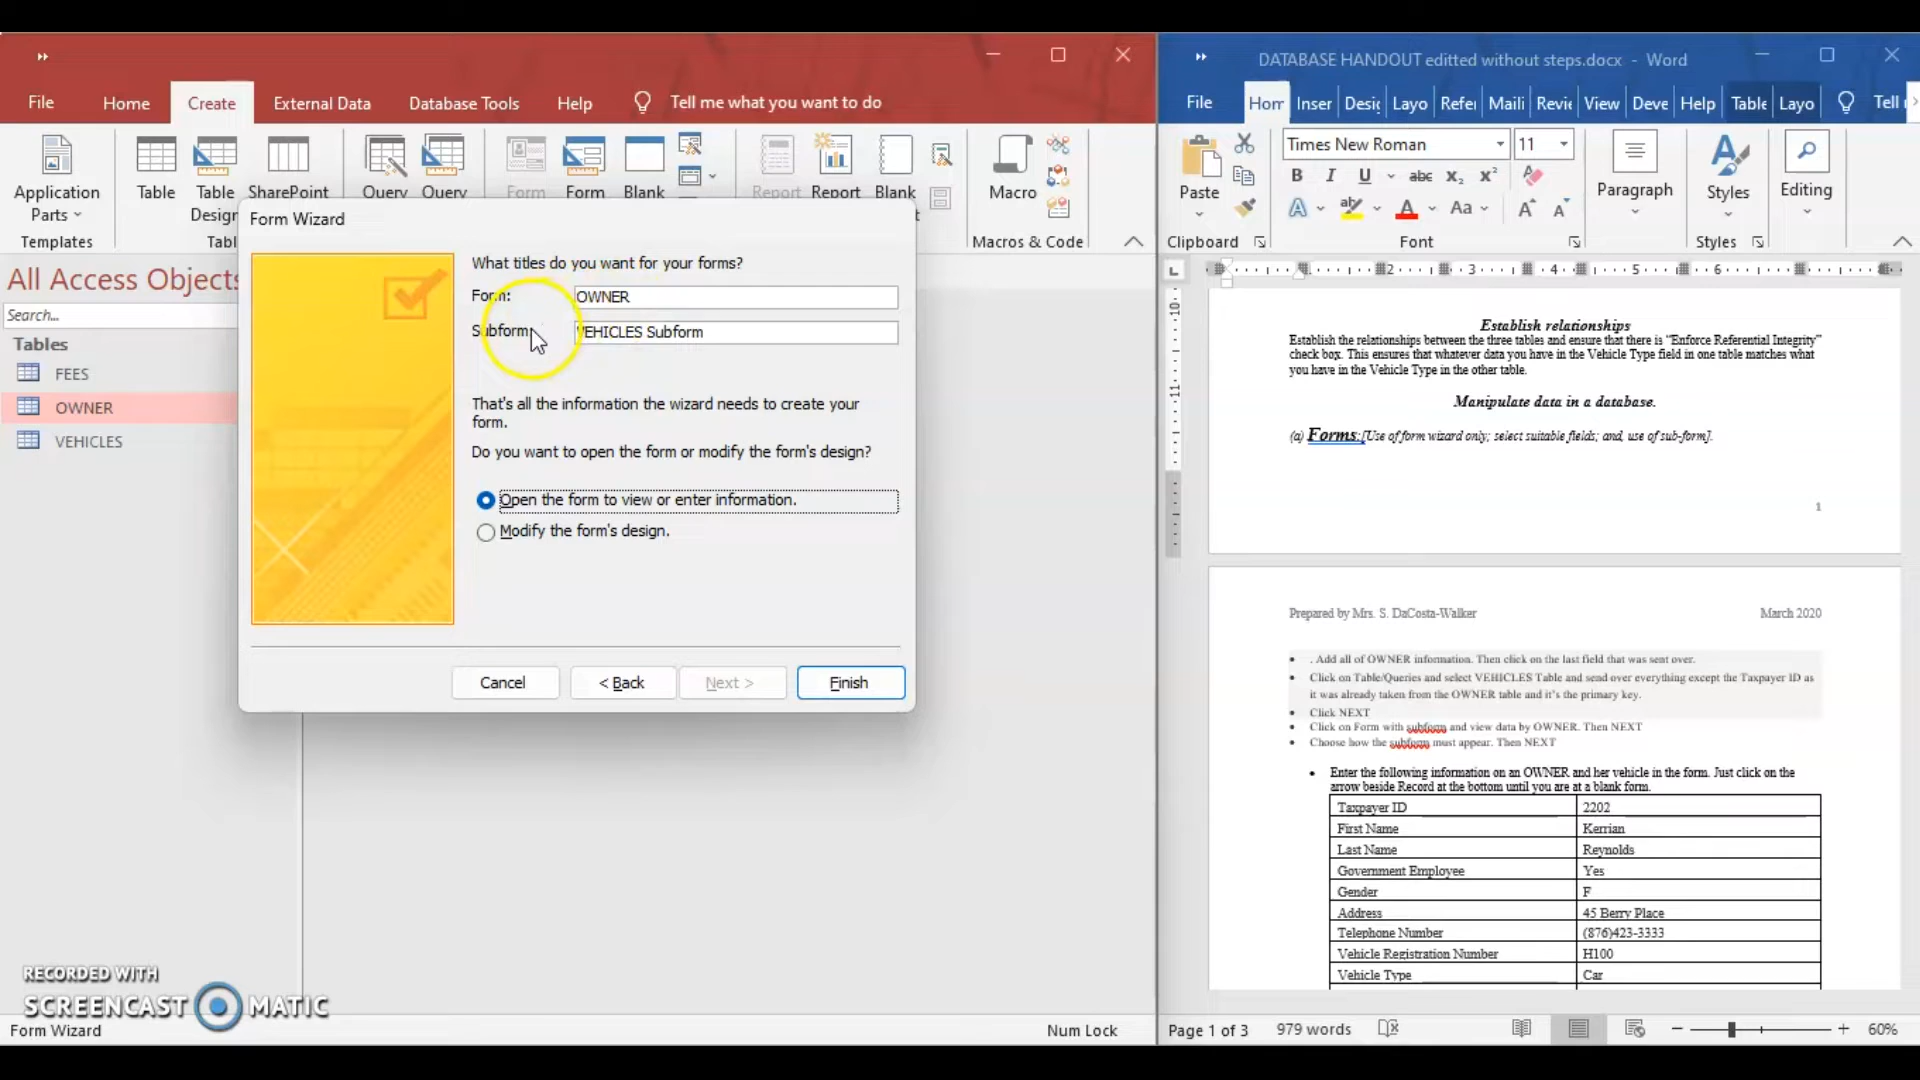 DATABASE HANDOUT editted without steps.docx - Word
File
Home
Create
External Data
Database Tools
Help
Tell me what you want to do
Application
Parts
Templates
Table
Table
Design
SharePoint
Query
Query
Form
Form
Blank
Report
Report
Blank
Macro
Macros & Code
All Access Objects
Search...
Tables
FEES
OWNER
VEHICLES
Form Wizard
What titles do you want for your forms?
Form:
OWNER
Subform:
VEHICLES Subform
That's all the information the wizard needs to create your
form.
Do you want to open the form or modify the form's design?
Open the form to view or enter information.
Modify the form's design.
Cancel
< Back
Next >
Finish
RECORDED WITH
SCREENCAST MATIC
Form Wizard
Num Lock
File
Hom
Inser
Layo
Refer
Maili
View
Deve
Help
Table
Layo
Tell
Paste
Clipboard
Times New Roman
11
B I U abc x₂ x²
Aa
Font
Paragraph
Styles
Styles
Editing
Establish relationships
Establish the relationships between the three tables and ensure that there is “Enforce Referential Integrity”
check box. This ensures that whatever data you have in the Vehicle Type field in one table matches what
you have in the Vehicle Type in the other table.
Manipulate data in a database.
(a) Forms:[Use of form wizard only; select suitable fields; and, use of sub-form].
1
Prepared by Mrs. S. DaCosta-Walker
March 2020
• . Add all of OWNER information. Then click on the last field that was sent over.
• Click on Table/Queries and select VEHICLES Table and send over everything except the Taxpayer ID as
it was already taken from the OWNER table and it's the primary key.
• Click NEXT
• Click on Form with subform and view data by OWNER. Then NEXT
• Choose how the subform must appear. Then NEXT
• Enter the following information on an OWNER and her vehicle in the form. Just click on the
arrow beside Record at the bottom until you are at a blank form.
Taxpayer ID 2202
First Name Kerrian
Last Name Reynolds
Government Employee Yes
Gender F
Address 45 Berry Place
Telephone Number (876)423-3333
Vehicle Registration Number H100
Vehicle Type Car
Page 1 of 3
979 words
60%